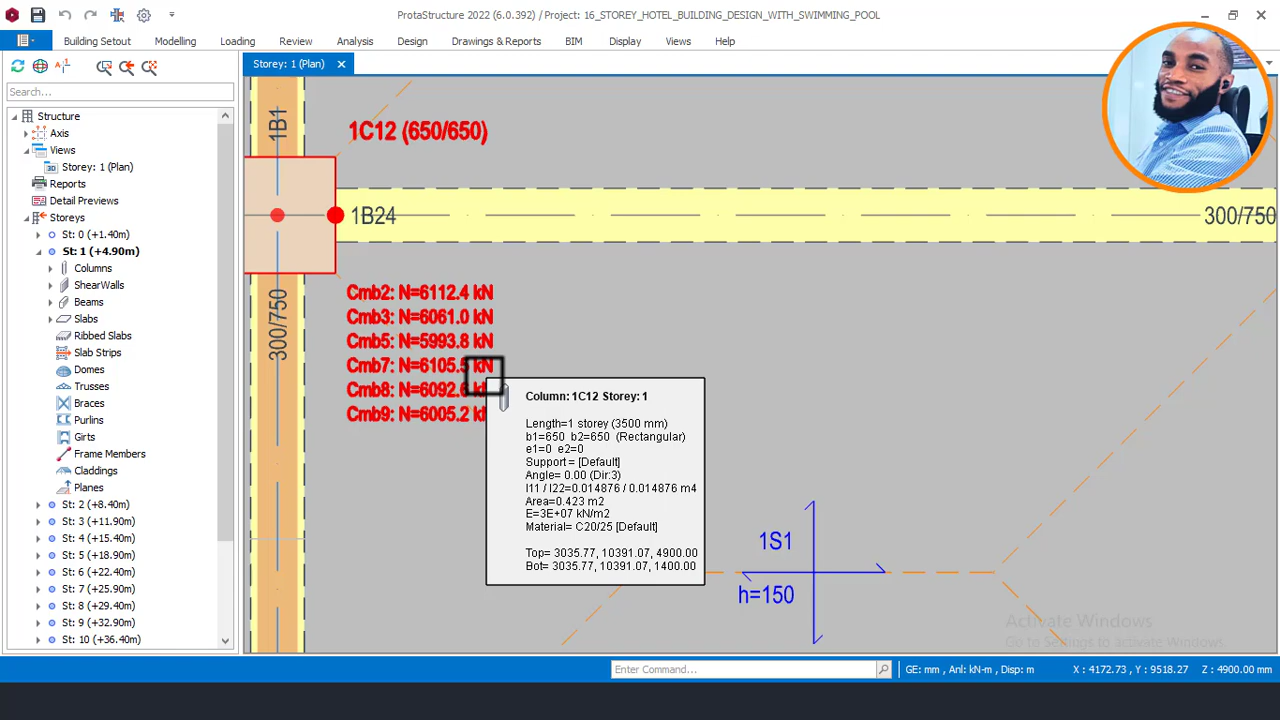 ProtaStructure 2022 (6.0.392) / Project: 16_STOREY_HOTEL_BUILDING_DESIGN_WITH_SWIMMING_POOL
Building Setout Modelling Loading Review Analysis Design Drawings & Reports BIM Display Views Help
Storey: 1 (Plan)
Search...
Structure
Axis
Views
Storey: 1 (Plan)
Reports
Detail Previews
Storeys
St: 0 (+1.40m)
St: 1 (+4.90m)
Columns
ShearWalls
Beams
Slabs
Ribbed Slabs
Slab Strips
Domes
Trusses
Braces
Purlins
Girts
Frame Members
Claddings
Planes
St: 2 (+8.40m)
St: 3 (+11.90m)
St: 4 (+15.40m)
St: 5 (+18.90m)
St: 6 (+22.40m)
St: 7 (+25.90m)
St: 8 (+29.40m)
St: 9 (+32.90m)
St: 10 (+36.40m)
1B1
1C12 (650/650)
1B24
300/750
300/750
Cmb2: N=6112.4 kN
Cmb3: N=6061.0 kN
Cmb5: N=5993.8 kN
Cmb7: N=6105.5 kN
Cmb8: N=6092.
Cmb9: N=6005.2
Column: 1C12 Storey: 1
Length=1 storey (3500 mm)
b1=650 b2=650 (Rectangular)
e1=0 e2=0
Support= [Default]
Angle= 0.00 (Dir:3)
I11 / I22=0.014876 / 0.014876 m4
Area=0.423 m2
E=3E+07 kN/m2
Material= C20/25 [Default]
Top= 3035.77, 10391.07, 4900.00
Bot= 3035.77, 10391.07, 1400.00
1S1
h=150
Activate Windows
Go to Settings to activate Windows.
Enter Command...
GE: mm, Anl: kN-m, Disp: m
X : 4172.73, Y : 9518.27
Z : 4900.00 mm